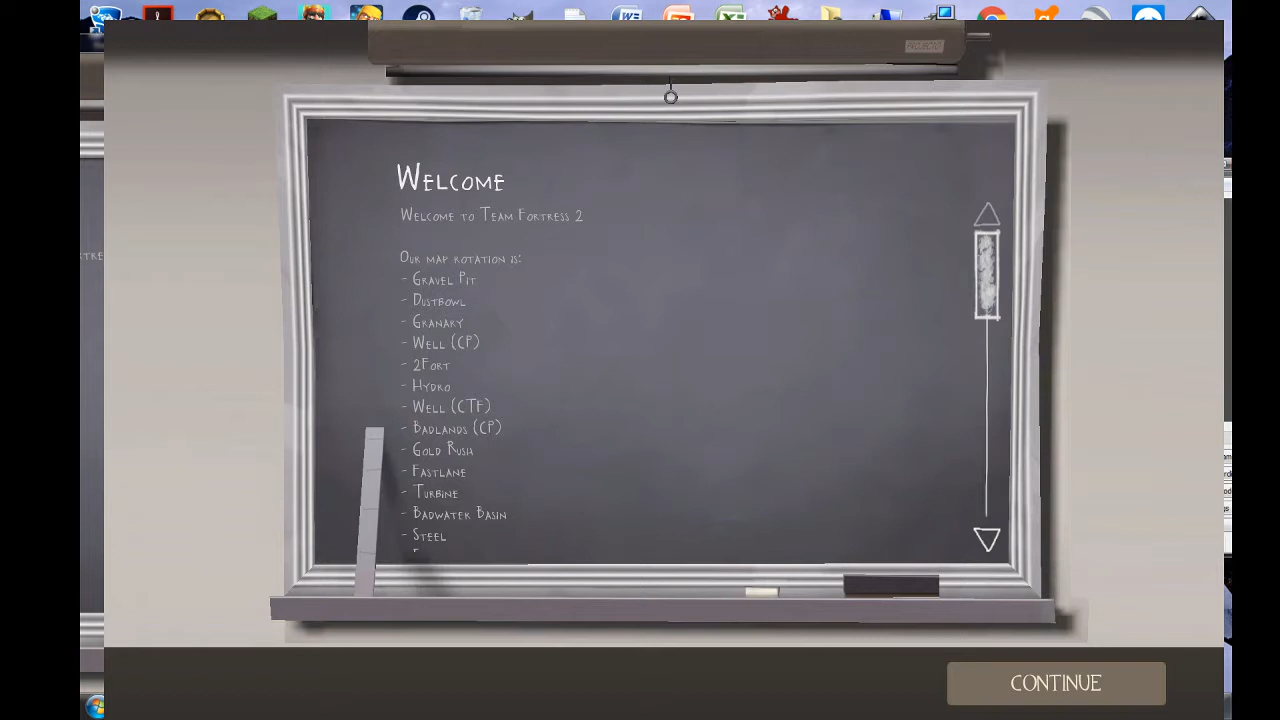 Welcome
Welcome to Team Fortress 2
Our map rotation is:
- Gravel Pit
- Dustbowl
- Granary
- Well (CP)
- 2Fort
- Hydro
- Well (CTF)
- Badlands (CP)
- Gold Rush
- Fastlane
- Turbine
- Badwater Basin
- Steel
CONTINUE